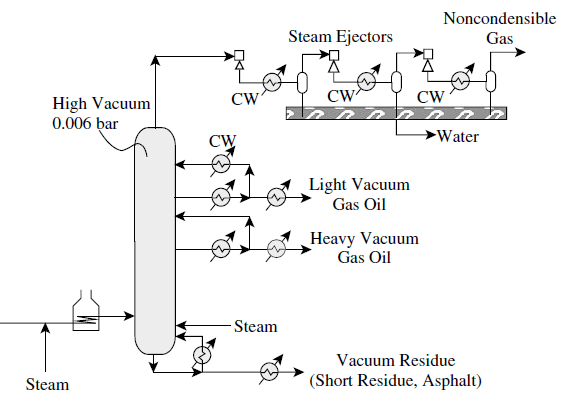 Noncondensible
Gas
Steam Ejectors
CW
CW
CW
Water
High Vacuum
0.006 bar
CW
Light Vacuum
Gas Oil
Heavy Vacuum
Gas Oil
Steam
Steam
Vacuum Residue
(Short Residue, Asphalt)